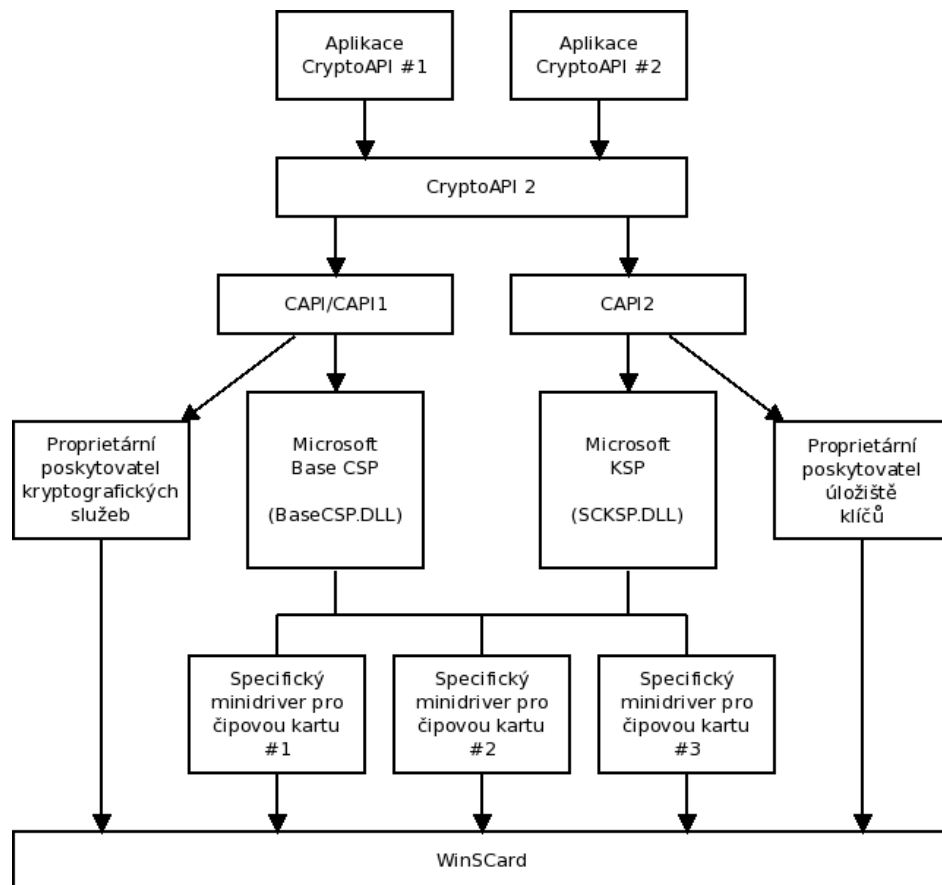 Aplikace
CryptoAPI #1
Aplikace
CryptoAPI #2
CryptoAPI 2
CAPI/CAPI1
CAPI2
Proprietární
poskytovatel
kryptografických
služeb
Microsoft
Base CSP
(BaseCSP.DLL)
Microsoft
KSP
(SCKSP.DLL)
Proprietární
poskytovatel
úložiště
klíčů
Specifický
minidriver pro
čipovou kartu
#1
Specifický
minidriver pro
čipovou kartu
#2
Specifický
minidriver pro
čipovou kartu
#3
WinSCard